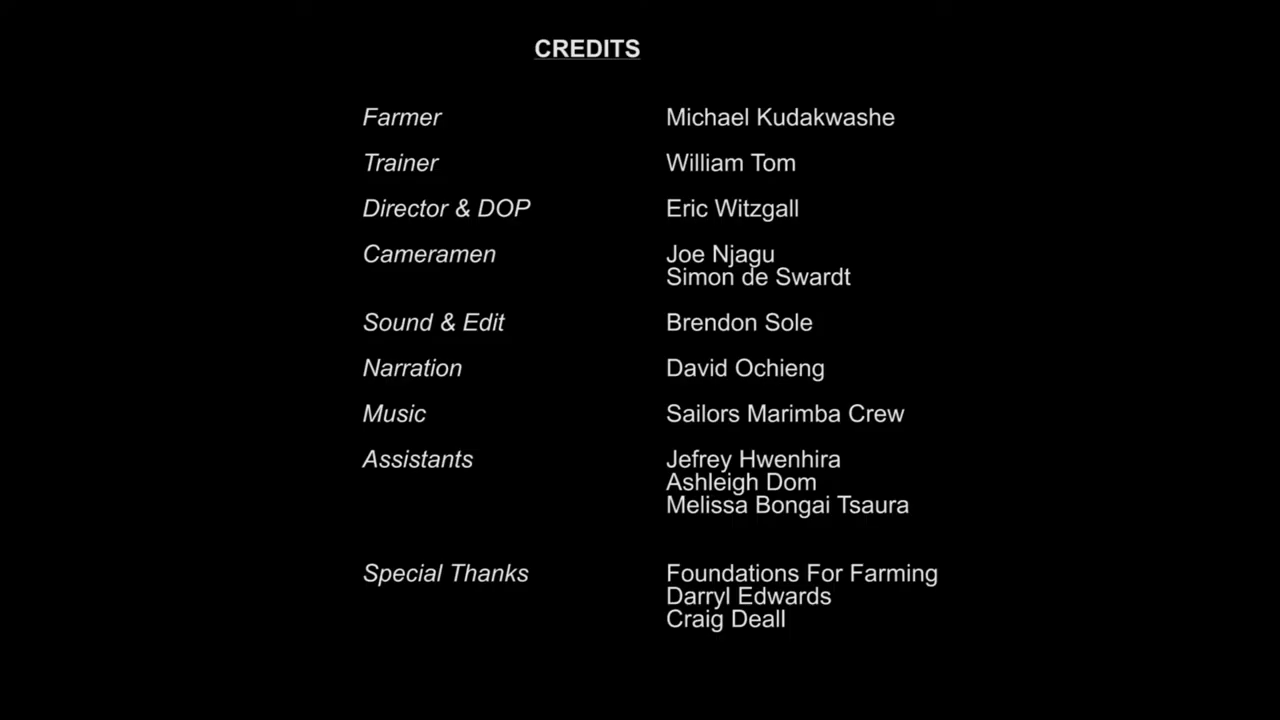 CREDITS
Farmer Michael Kudakwashe
Trainer William Tom
Director & DOP Eric Witzgall
Cameramen Joe Njagu
Simon de Swardt
Sound & Edit Brendon Sole
Narration David Ochieng
Music Sailors Marimba Crew
Assistants Jefrey Hwenhira
Ashleigh Dom
Melissa Bongai Tsaura
Special Thanks Foundations For Farming
Darryl Edwards
Craig Deall